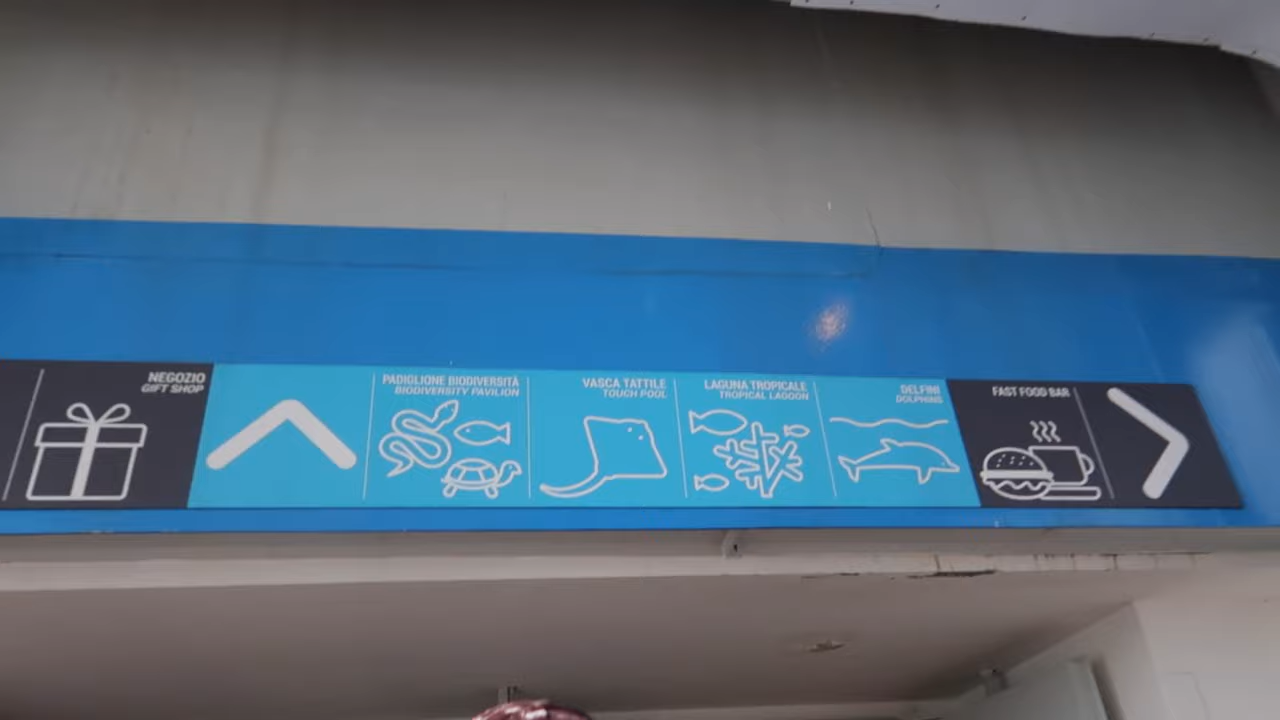 NEGOZIO
GIFT SHOP
PADIGLIONE BIODIVERSITÀ
BIODIVERSITY PAVILION
VASCA TATTILE
TOUCH POOL
LAGUNA TROPICALE
TROPICAL LAGOON
DELFINI
DOLPHINS
FAST FOOD BAR